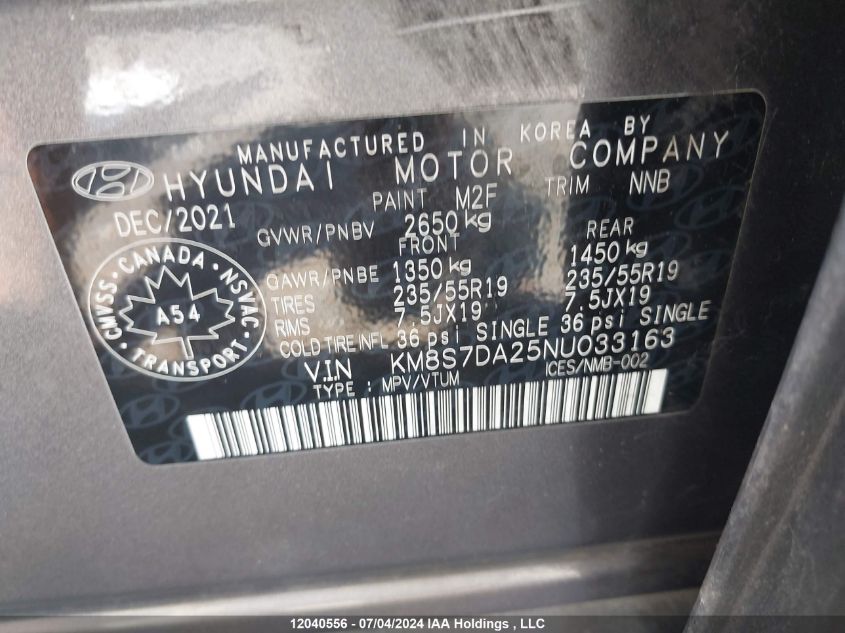 MANUFACTURED IN KOREA BY
HYUNDAI MOTOR COMPANY
PAINT M2F TRIM NNB
DEC/2021
GVWR/PNBV 2650 kg
FRONT REAR
GAWR/PNBE 1350 kg 1450 kg
TIRES 235/55R19 235/55R19
RIMS 7.5JX19 7.5JX19
COLD TIRE INFL 36 psi SINGLE 36 psi SINGLE
V.I.N KM8S7DA25NU033163
TYPE : MPV/VTUM ICES/NMB-002
CMVSS · CANADA · NSVAC
A54
· TRANSPORT ·
12040556 - 07/04/2024 IAA Holdings , LLC